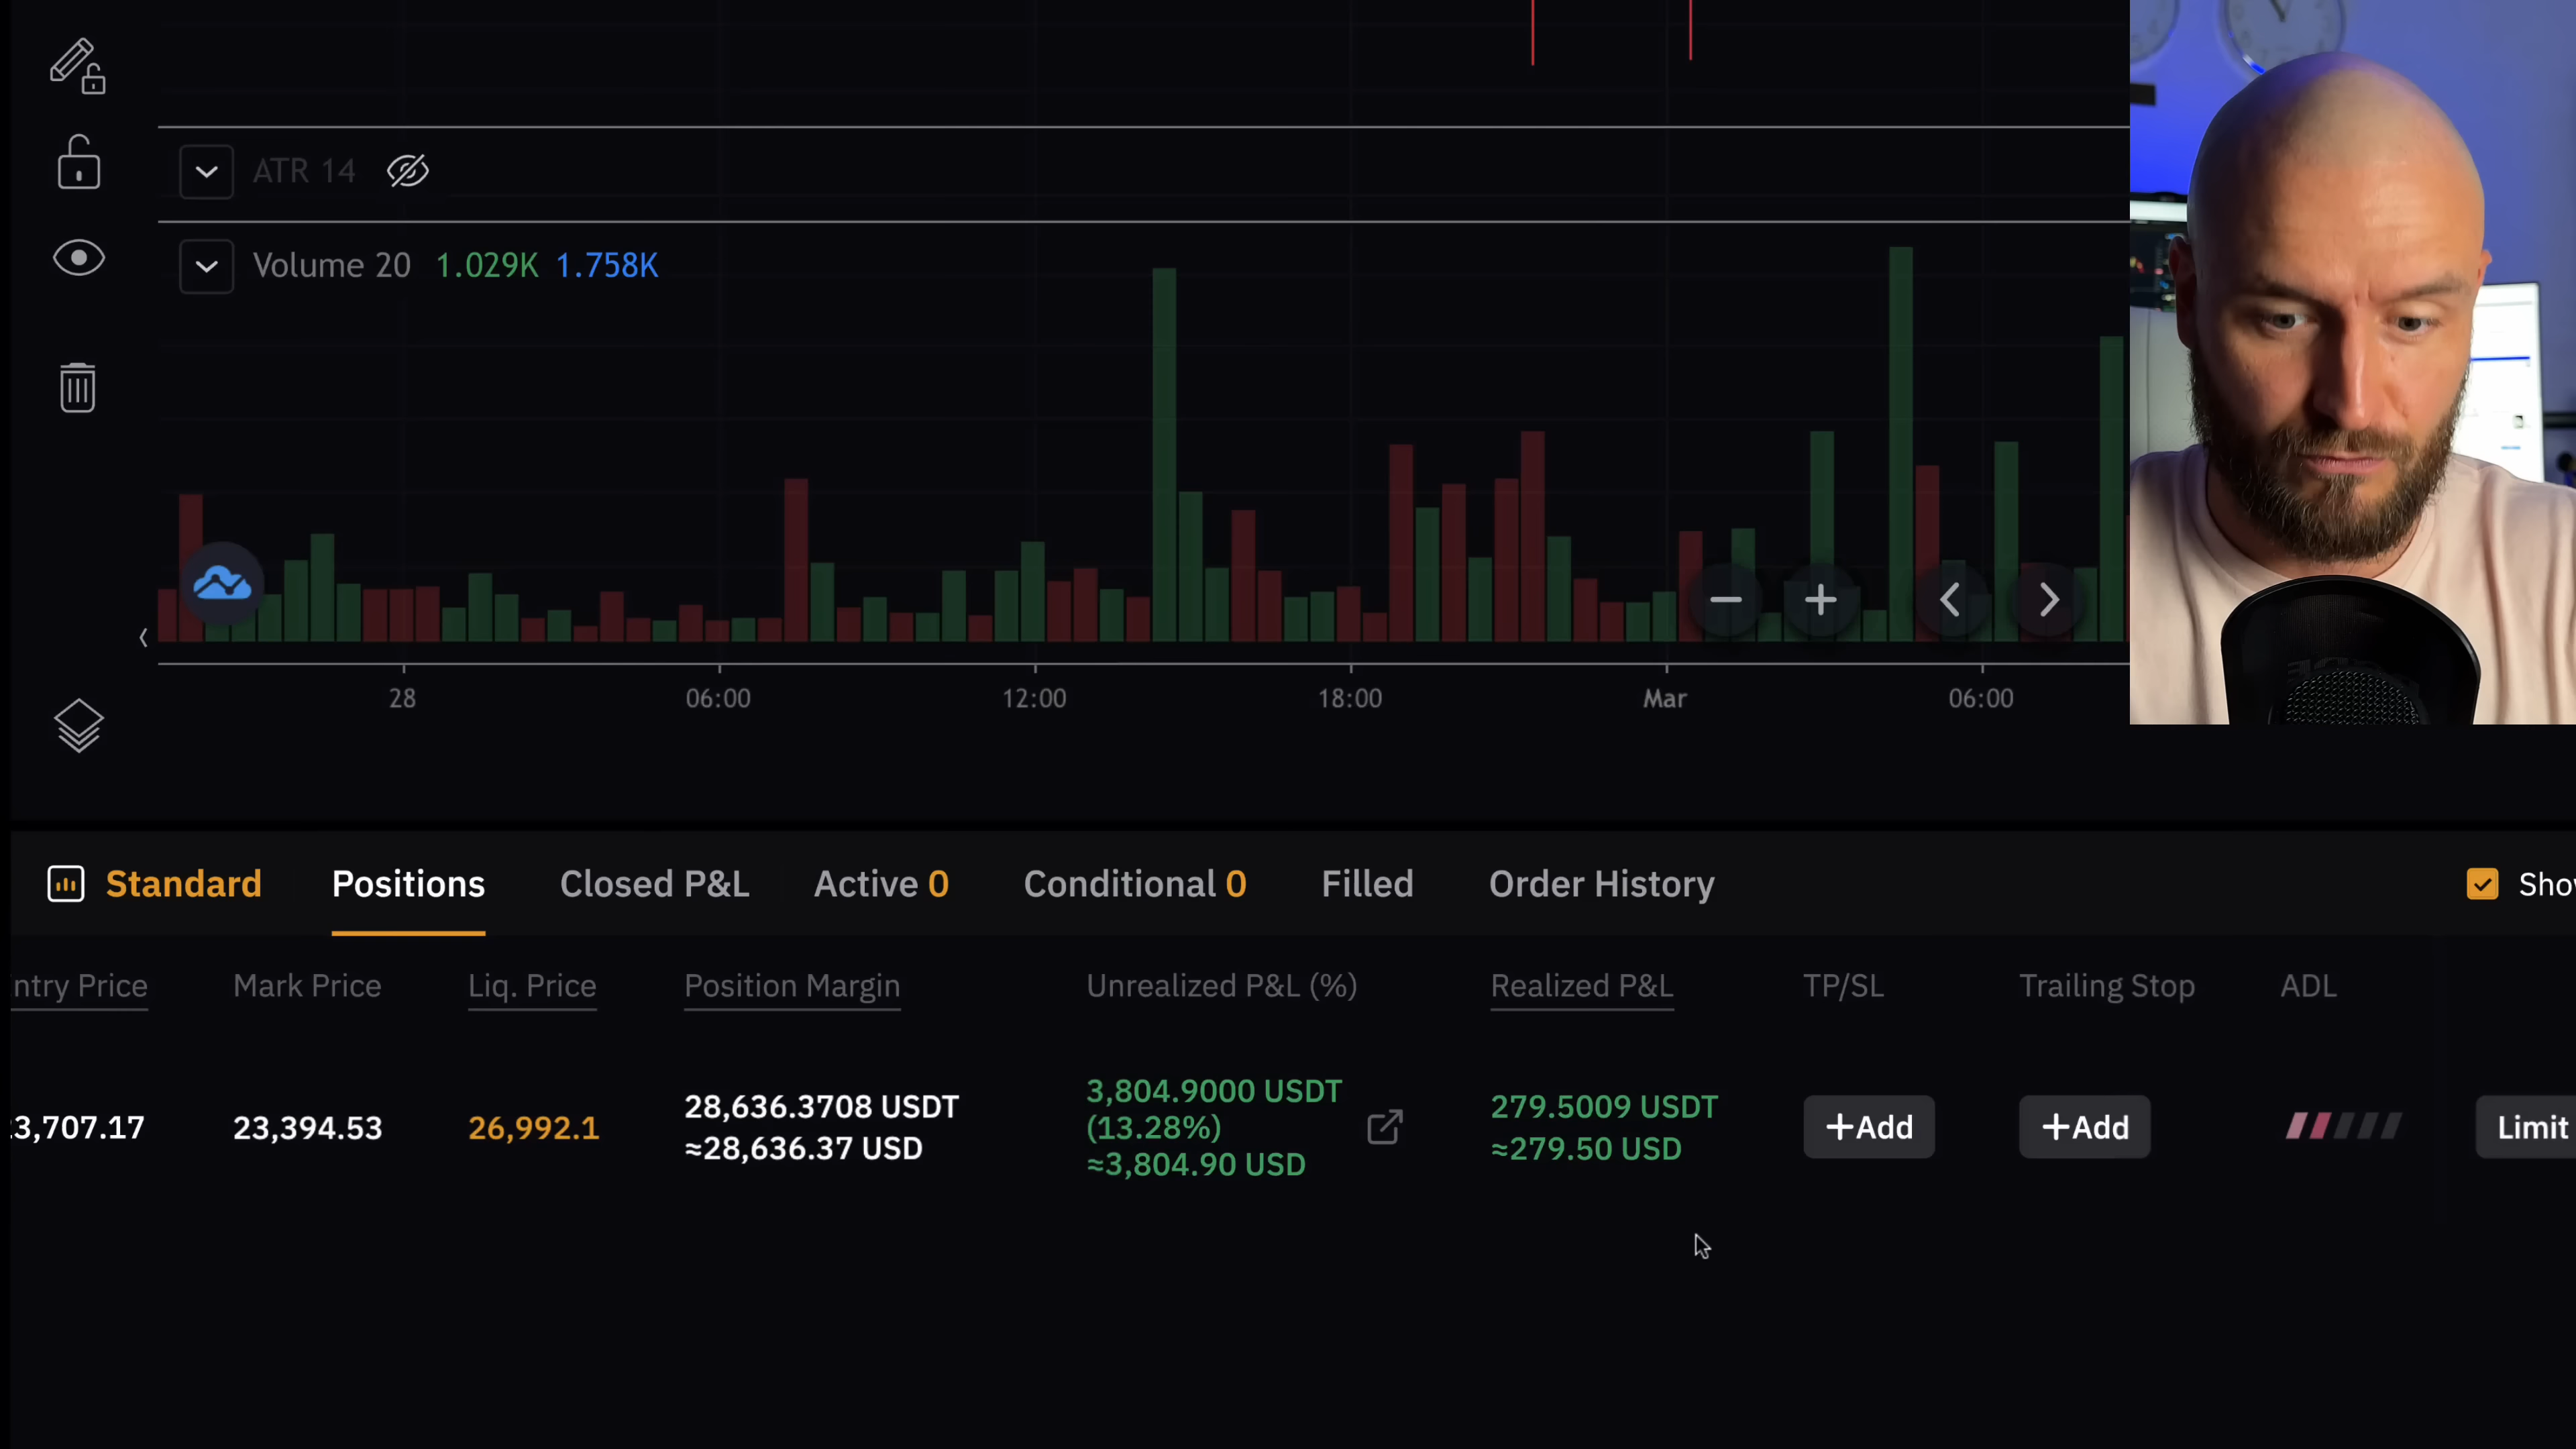 ATR 14
Volume 20 1.029K 1.758K
28 06:00 12:00 18:00 Mar 06:00
Standard Positions Closed P&L Active 0 Conditional 0 Filled Order History
Sho
ntry Price Mark Price Liq. Price Position Margin Unrealized P&L (%) Realized P&L TP/SL Trailing Stop ADL
3,707.17 23,394.53 26,992.1
28,636.3708 USDT
≈28,636.37 USD
3,804.9000 USDT
(13.28%)
≈3,804.90 USD
279.5009 USDT
≈279.50 USD
+Add +Add Limit